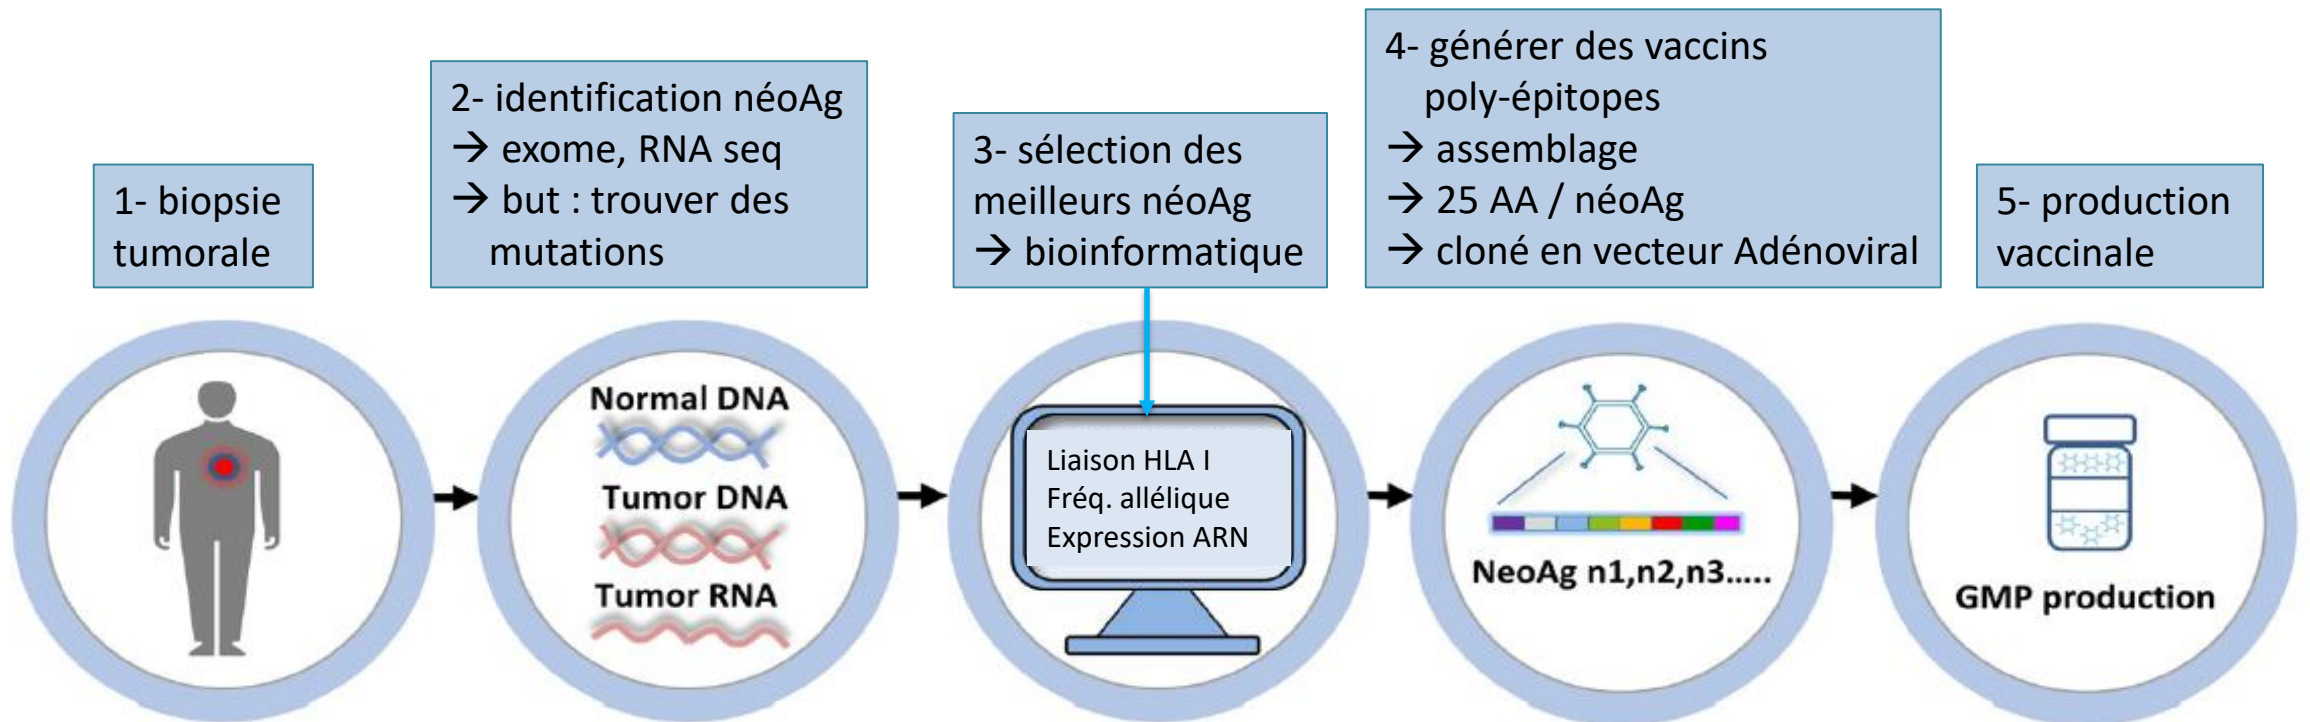 1- biopsie
tumorale
2- identification néoAg
→ exome, RNA seq
→ but : trouver des
mutations
3- sélection des
meilleurs néoAg
→ bioinformatique
4- générer des vaccins
poly-épitopes
→ assemblage
→ 25 AA / néoAg
→ cloné en vecteur Adénoviral
5- production
vaccinale
Normal DNA
Tumor DNA
Tumor RNA
Liaison HLA I
Fréq. allélique
Expression ARN
NeoAg n1,n2,n3.....
GMP production